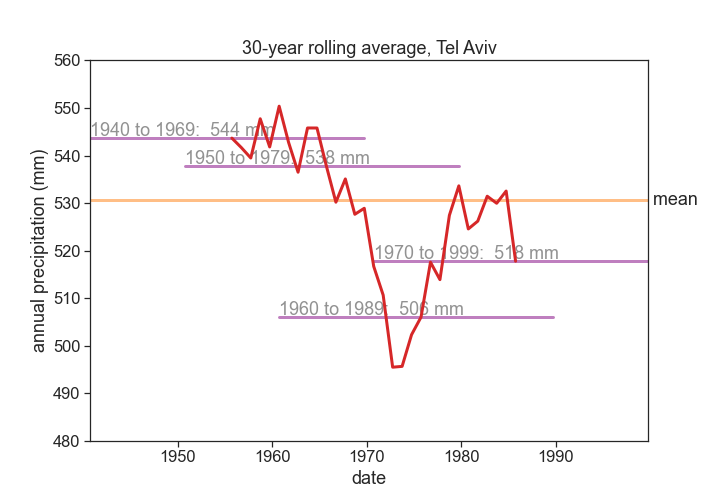 30-year rolling average, Tel Aviv
560
550
540
530
520
510
500
490
480
annual precipitation (mm)
1940 to 1969:  544 mm
1950 to 1979:  538 mm
mean
1970 to 1999:  518 mm
1960 to 1989:  506 mm
1950
1960
1970
1980
1990
date